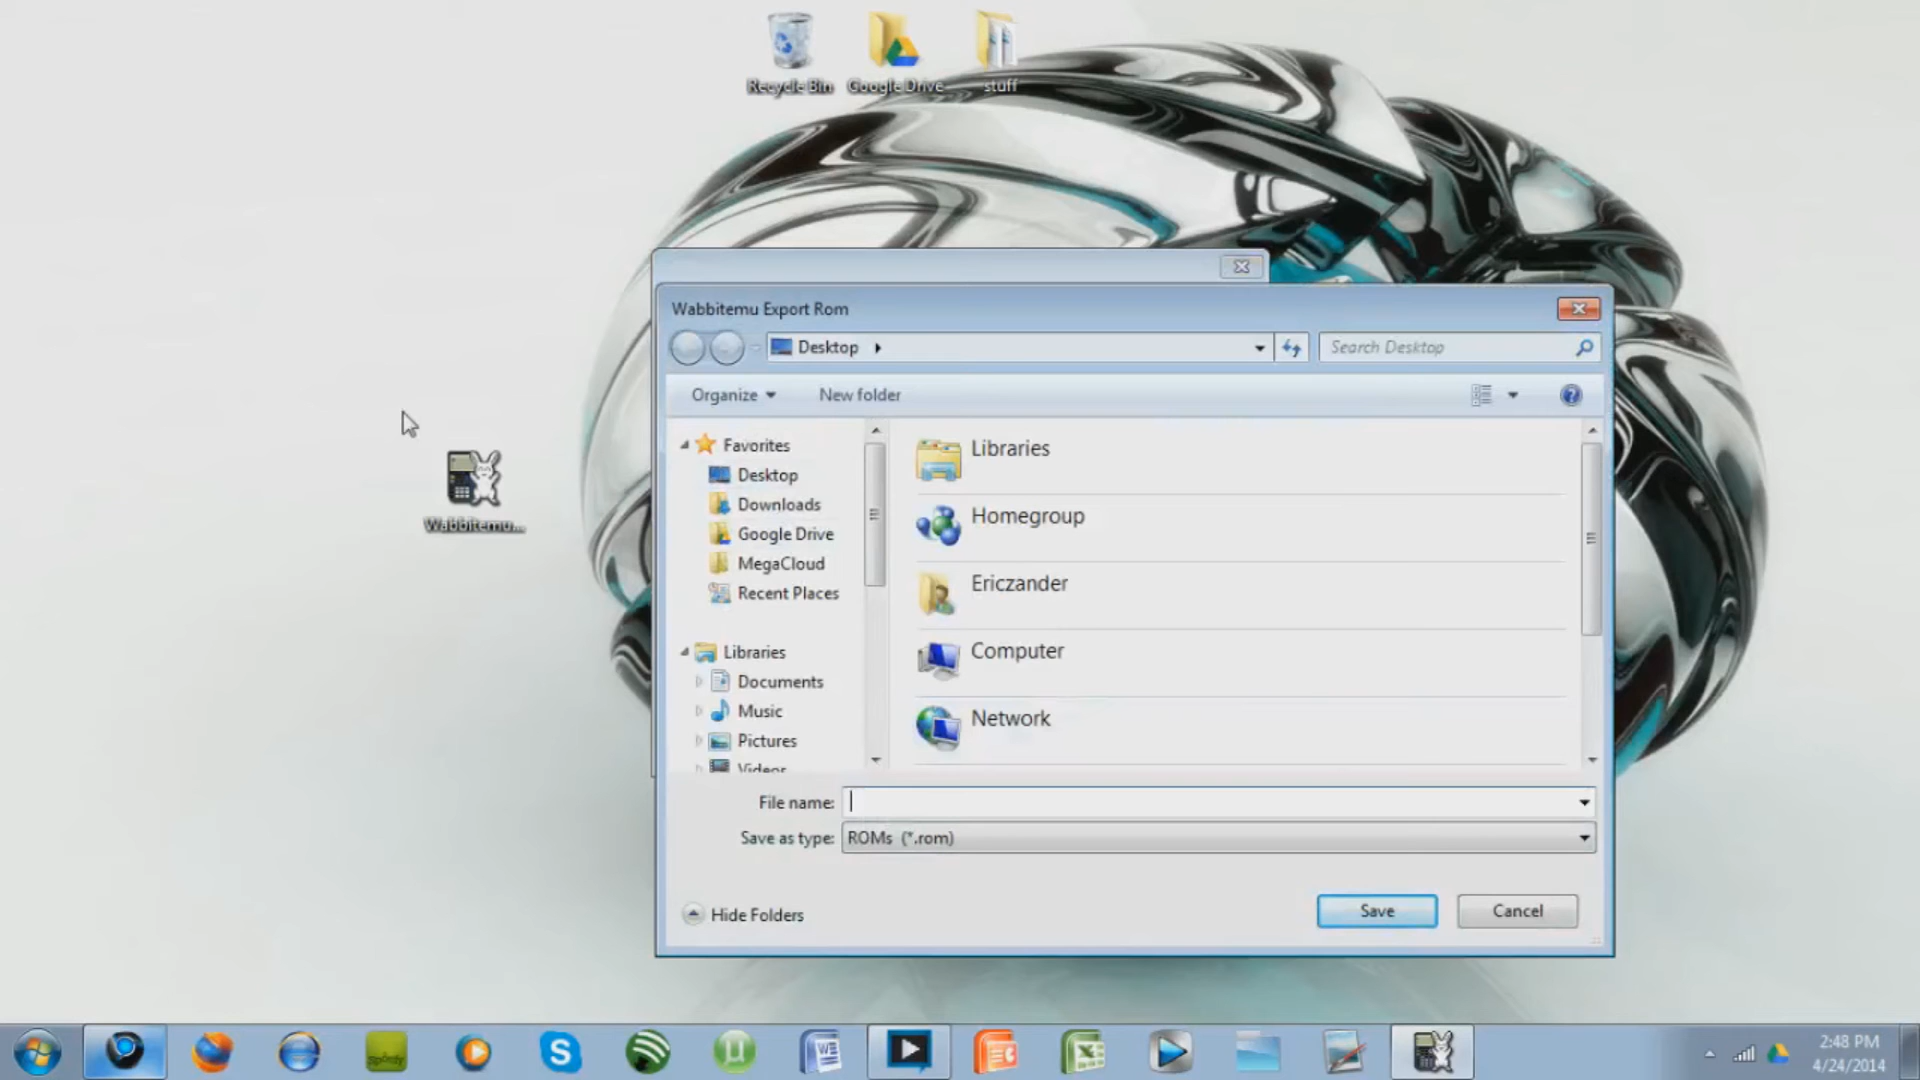 Recycle Bin
Google Drive
stuff
Wabbitemu...
Wabbitemu Export Rom
Desktop
Search Desktop
Organize
New folder
Favorites
Desktop
Downloads
Google Drive
MegaCloud
Recent Places
Libraries
Documents
Music
Pictures
Videos
Libraries
Homegroup
Ericzander
Computer
Network
File name:
Save as type:
ROMs (*.rom)
Hide Folders
Save
Cancel
2:48 PM
4/24/2014